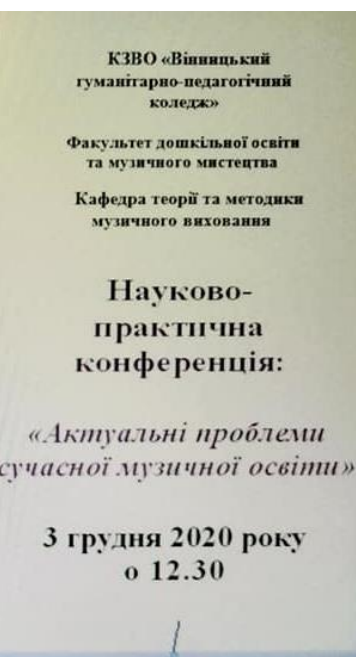 КЗВО «Вінницький
гуманітарно-педагогічний
коледж»
Факультет дошкільної освіти
та музичного мистецтва
Кафедра теорії та методики
музичного виховання
Науково-
практична
конференція:
«Актуальні проблеми
сучасної музичної освіти»
3 грудня 2020 року
о 12.30